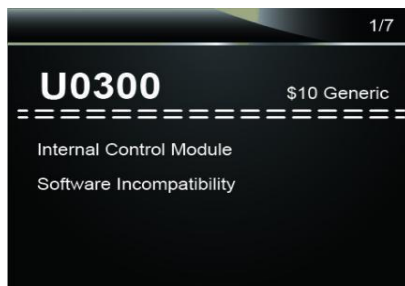 1/7
U0300
$10 Generic
Internal Control Module
Software Incompatibility